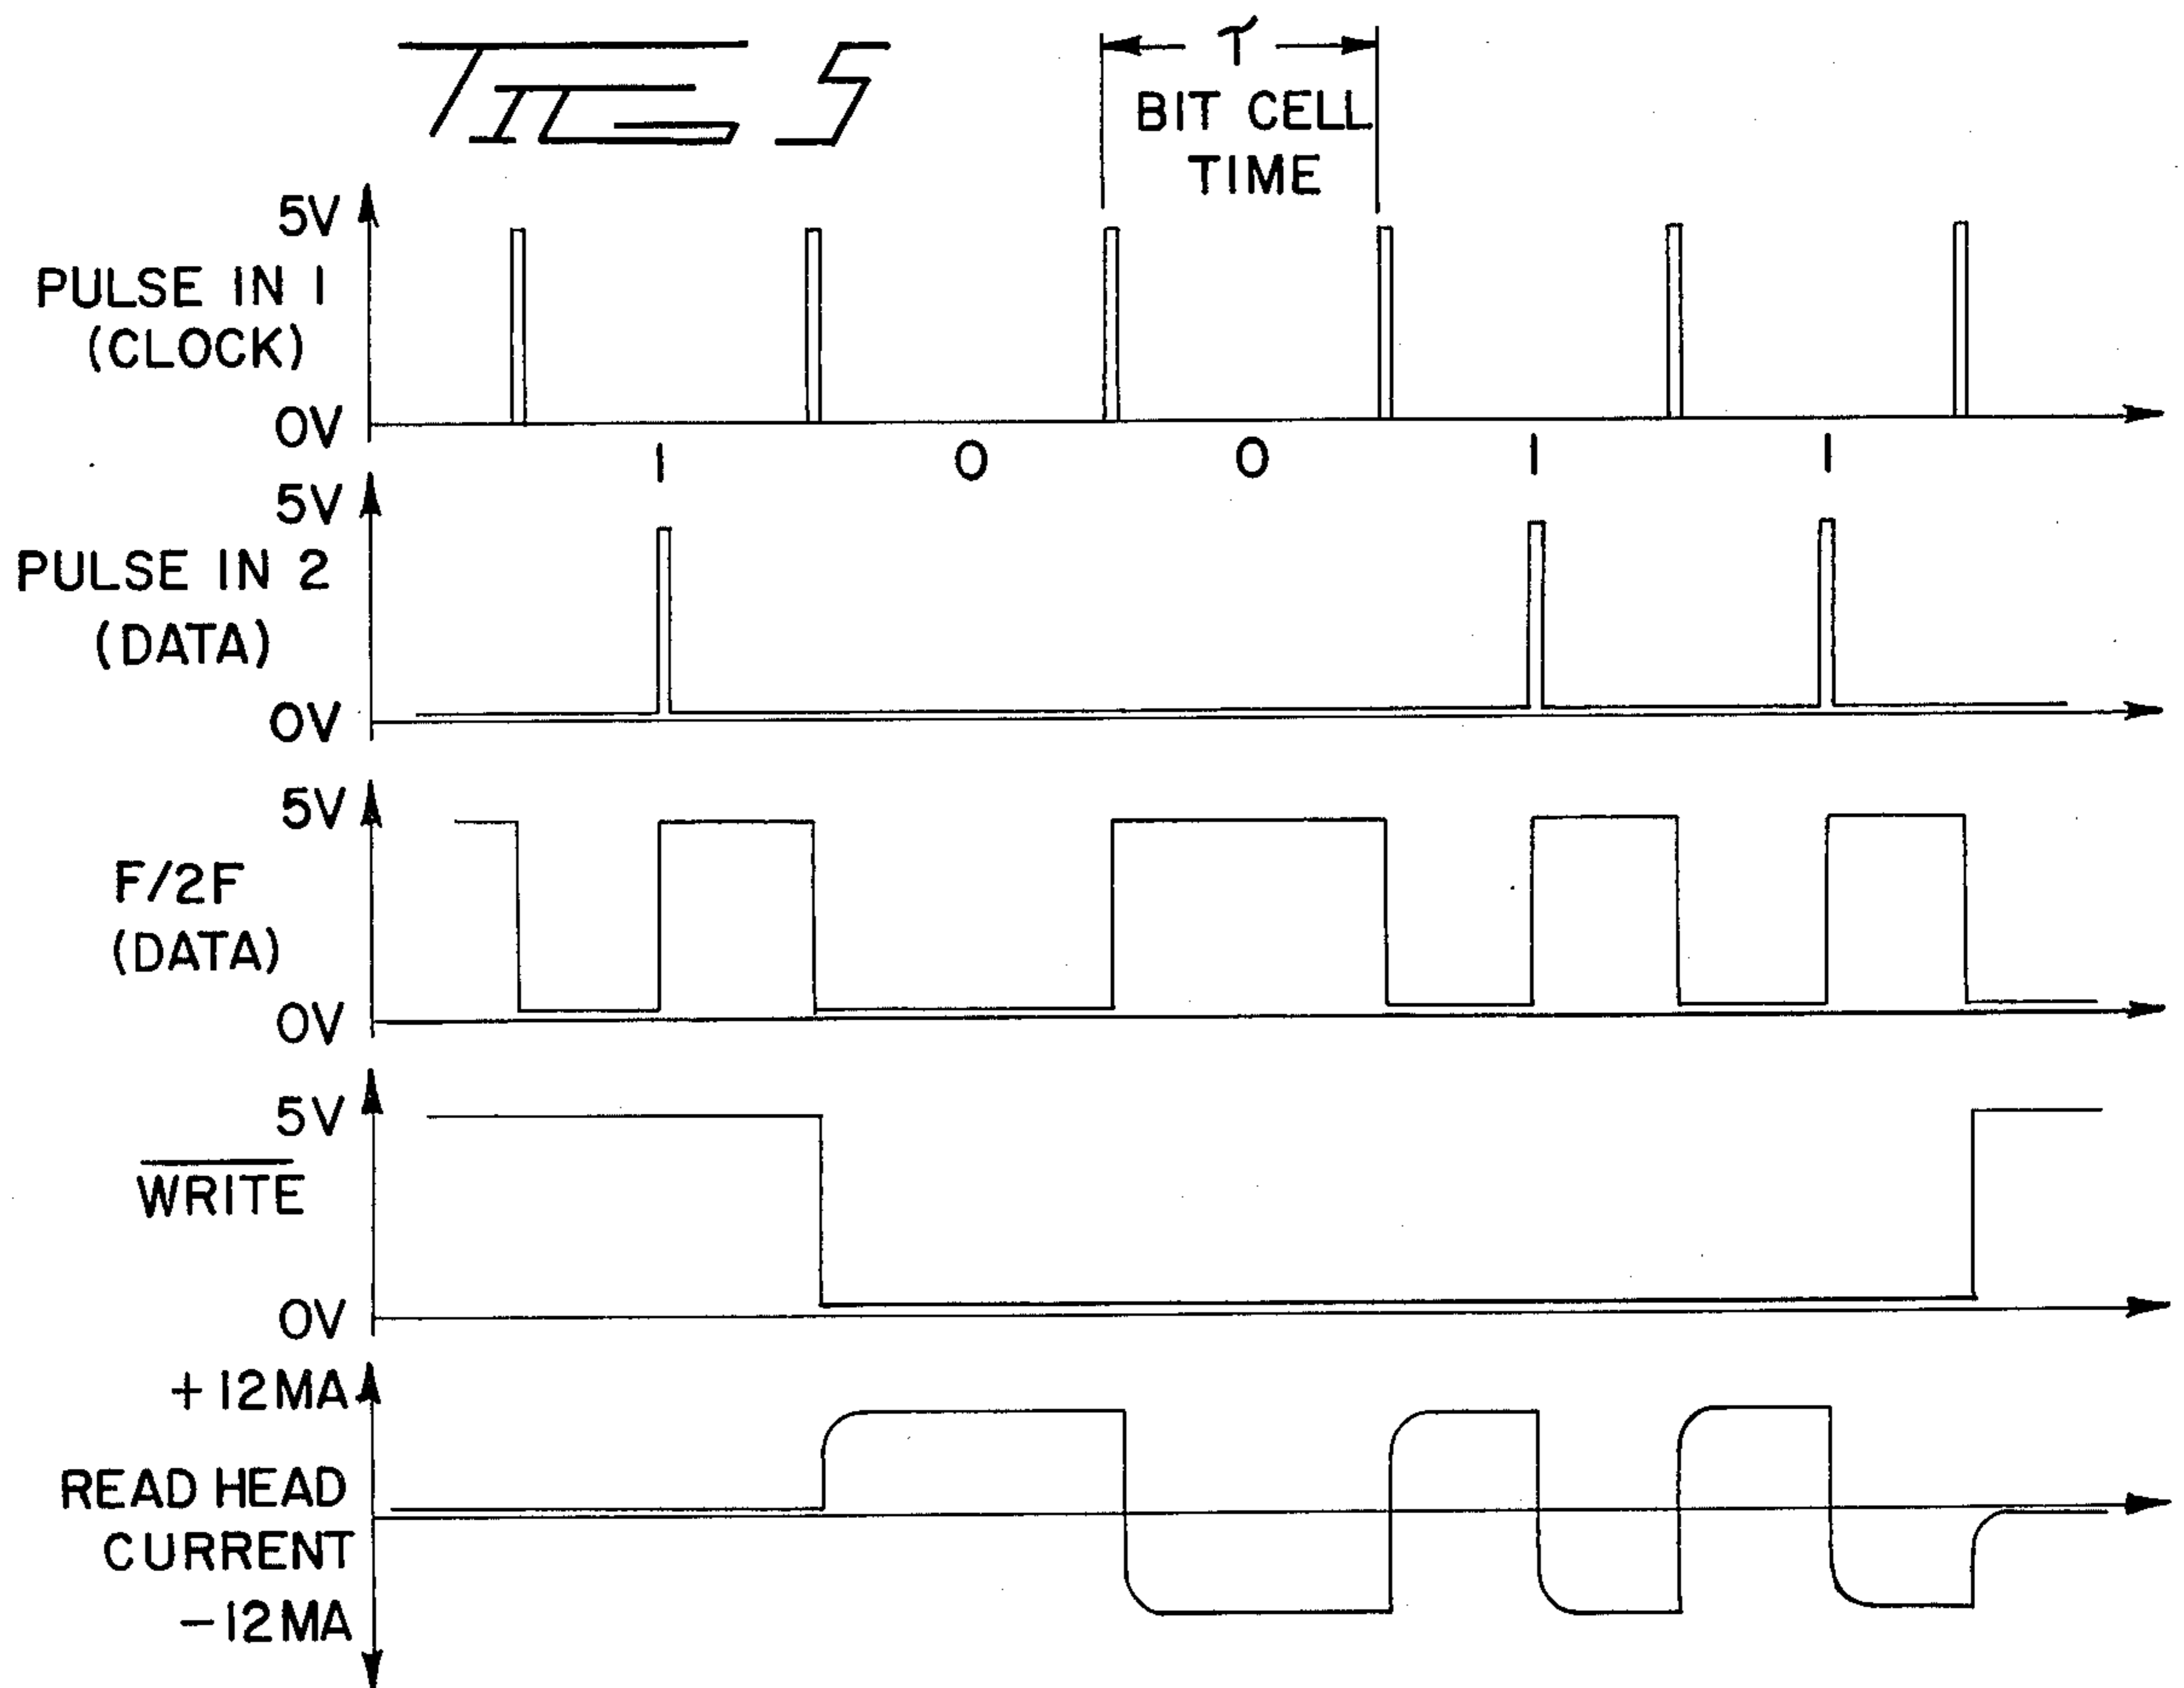 FIG. 5
τ
BIT CELL
TIME
5V
PULSE IN 1
(CLOCK)
0V
1 0 0 1 1
5V
PULSE IN 2
(DATA)
0V
5V
F/2F
(DATA)
0V
5V
WRITE
0V
+12MA
READ HEAD
CURRENT
-12MA